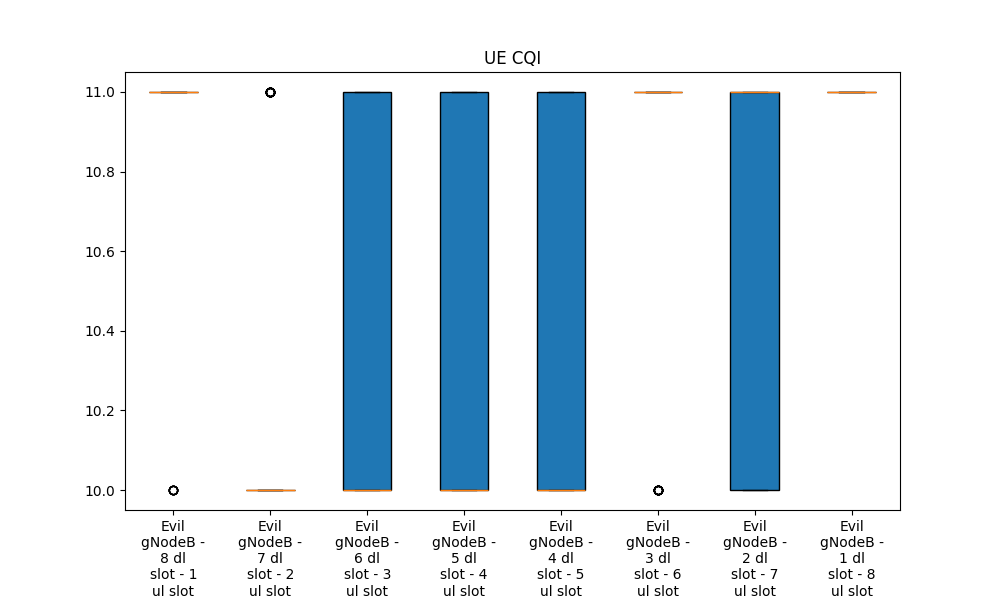 UE CQI
11.0
10.8
10.6
10.4
10.2
10.0
Evil
gNodeB -
8 dl
slot - 1
ul slot
Evil
gNodeB -
7 dl
slot - 2
ul slot
Evil
gNodeB -
6 dl
slot - 3
ul slot
Evil
gNodeB -
5 dl
slot - 4
ul slot
Evil
gNodeB -
4 dl
slot - 5
ul slot
Evil
gNodeB -
3 dl
slot - 6
ul slot
Evil
gNodeB -
2 dl
slot - 7
ul slot
Evil
gNodeB -
1 dl
slot - 8
ul slot